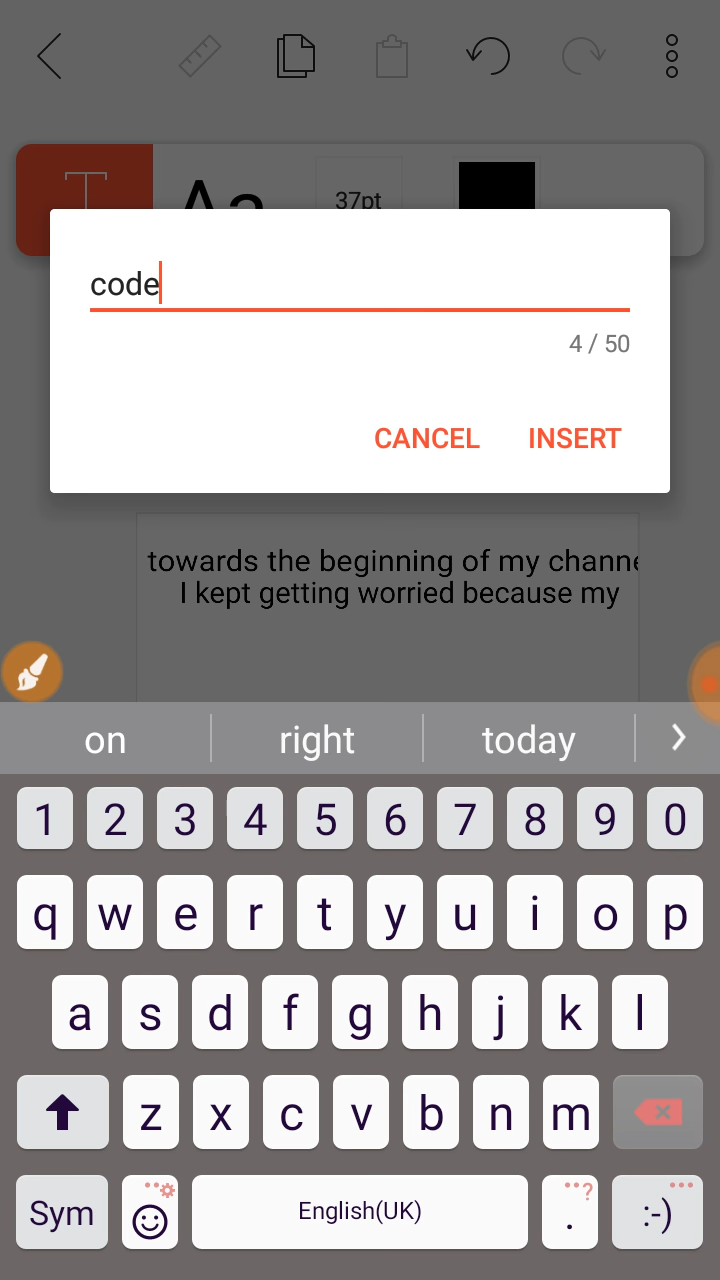 T Aa 37pt
code
4 / 50
CANCEL INSERT
towards the beginning of my channe
I kept getting worried because my
on right today
1 2 3 4 5 6 7 8 9 0
q w e r t y u i o p
a s d f g h j k l
z x c v b n m
Sym English(UK) . ? :-)